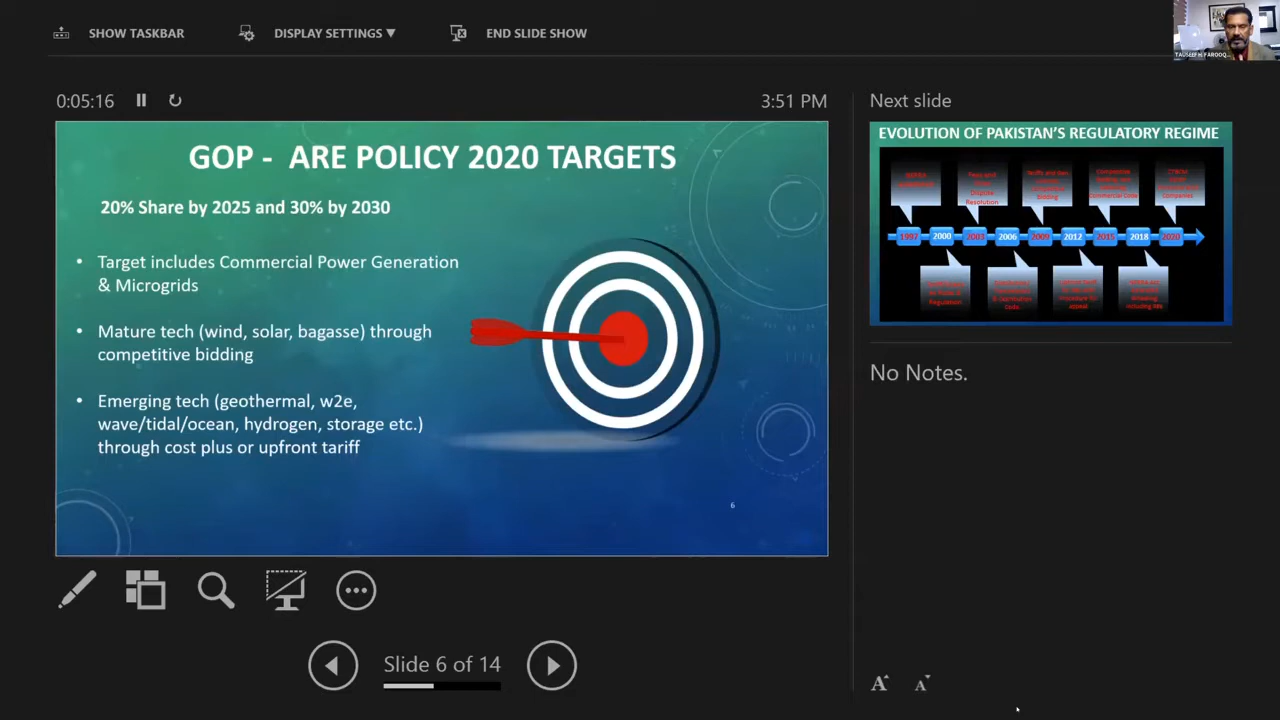 SHOW TASKBAR
DISPLAY SETTINGS ▼
END SLIDE SHOW
TAUSEEF H. FAROOQ...
0:05:16
3:51 PM
GOP - ARE POLICY 2020 TARGETS
20% Share by 2025 and 30% by 2030
• Target includes Commercial Power Generation
& Microgrids
• Mature tech (wind, solar, bagasse) through
competitive bidding
• Emerging tech (geothermal, w2e,
wave/tidal/ocean, hydrogen, storage etc.)
through cost plus or upfront tariff
6
Next slide
EVOLUTION OF PAKISTAN'S REGULATORY REGIME
Resolution
1997 2000 2003 2006 2009 2012 2015 2018 2020
Regulation
No Notes.
Slide 6 of 14
A A